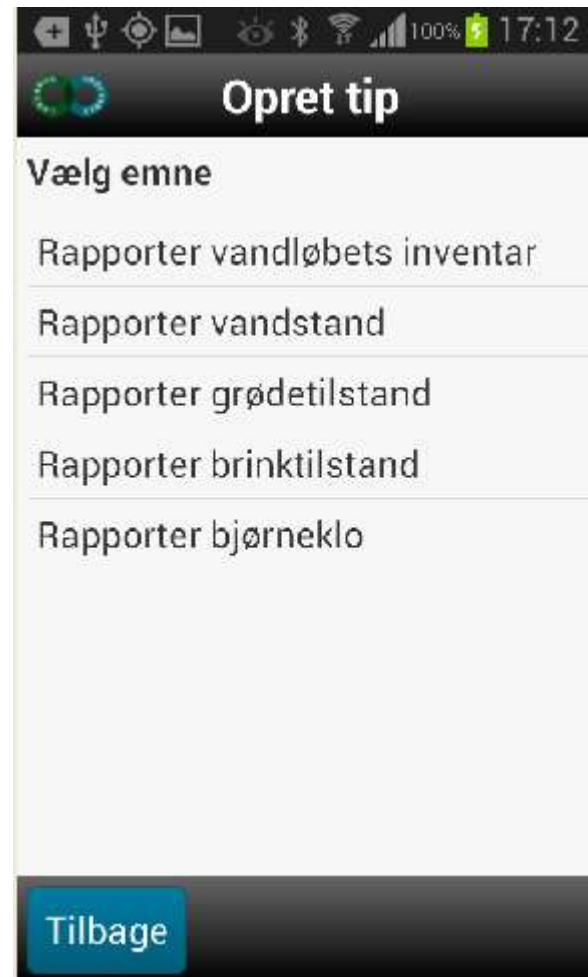 100% 17:12
Opret tip
Vælg emne
Rapporter vandløbets inventar
Rapporter vandstand
Rapporter grødetilstand
Rapporter brinktilstand
Rapporter bjørneklo
Tilbage